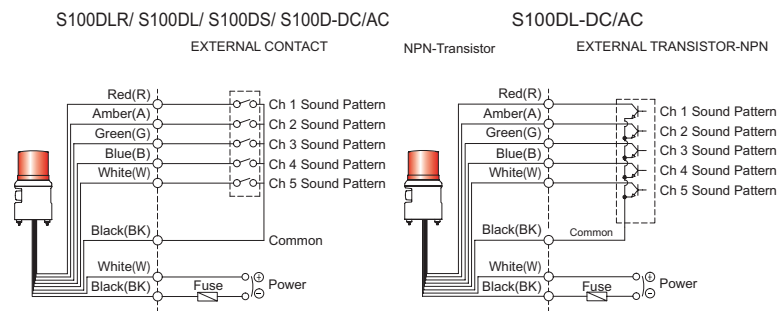 S100DLR/ S100DL/ S100DS/ S100D-DC/AC
EXTERNAL CONTACT
Red(R)
Amber(A)
Green(G)
Blue(B)
White(W)
Ch 1 Sound Pattern
Ch 2 Sound Pattern
Ch 3 Sound Pattern
Ch 4 Sound Pattern
Ch 5 Sound Pattern
Black(BK)
Common
White(W)
Black(BK)
Fuse
+
−
Power
S100DL-DC/AC
NPN-Transistor
EXTERNAL TRANSISTOR-NPN
Red(R)
Amber(A)
Green(G)
Blue(B)
White(W)
Ch 1 Sound Pattern
Ch 2 Sound Pattern
Ch 3 Sound Pattern
Ch 4 Sound Pattern
Ch 5 Sound Pattern
Black(BK)
Common
White(W)
Black(BK)
Fuse
+
−
Power